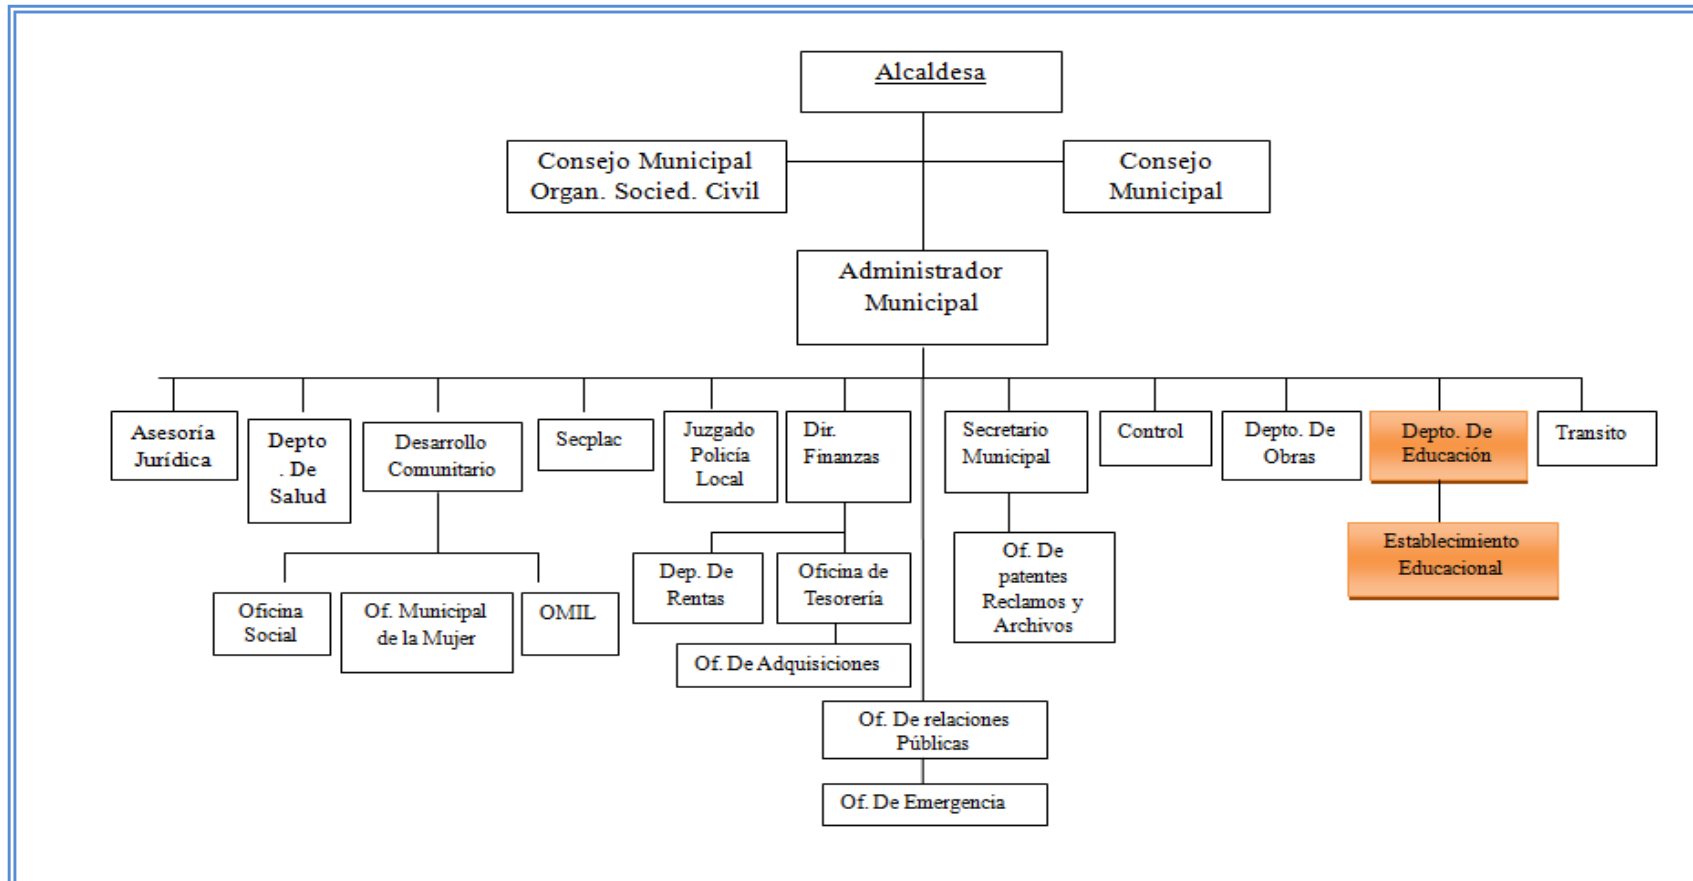 Alcaldesa
Consejo Municipal
Organ. Socied. Civil
Consejo
Municipal
Administrador
Municipal
Asesoría
Jurídica
Depto
. De
Salud
Desarrollo
Comunitario
Secplac
Juzgado
Policía
Local
Dir.
Finanzas
Secretario
Municipal
Control
Depto. De
Obras
Depto. De
Educación
Transito
Oficina
Social
Of. Municipal
de la Mujer
OMIL
Dep. De
Rentas
Oficina de
Tesorería
Of. De Adquisiciones
Of. De
patentes
Reclamos y
Archivos
Establecimiento
Educacional
Of. De relaciones
Públicas
Of. De Emergencia